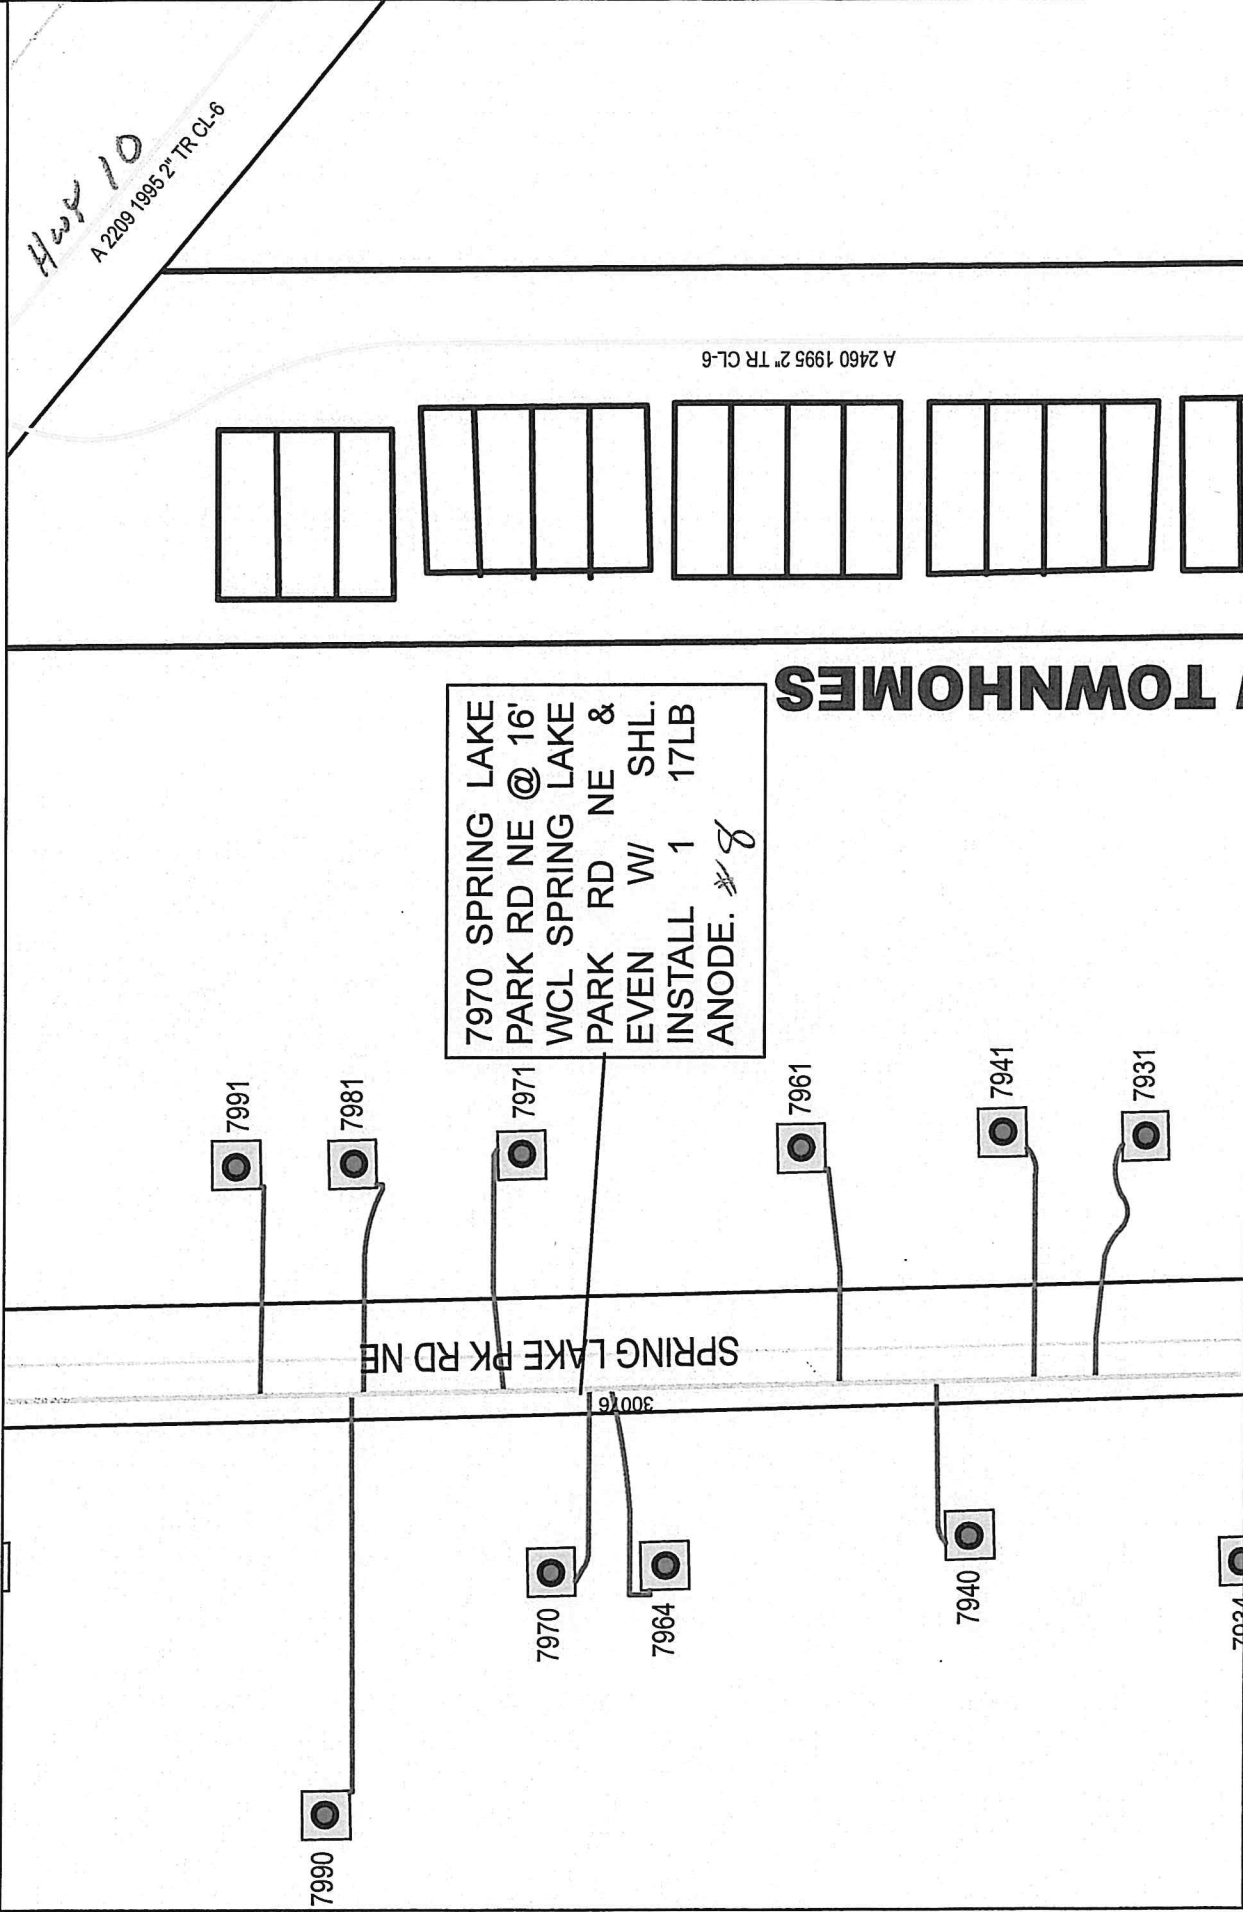 Hwy 10
A 2209 1995 2" TR CL-6
A 2460 1995 2" TR CL-6
TOWNHOMES
7970 SPRING LAKE
PARK RD NE @ 16'
WCL SPRING LAKE
PARK RD NE &
EVEN W/ SHL.
INSTALL 1 17LB
ANODE. #8
7991
7981
7971
7961
7941
7931
SPRING LAKE PK RD NE
30076
7970
7964
7940
7934
7990